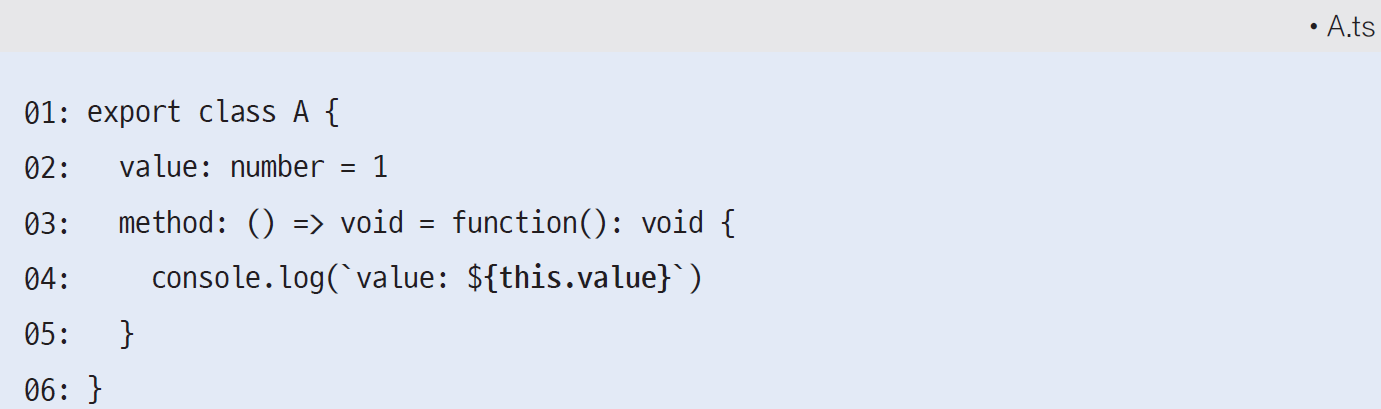 • A.ts
01: export class A {
02:   value: number = 1
03:   method: () => void = function(): void {
04:     console.log(`value: ${this.value}`)
05:   }
06: }